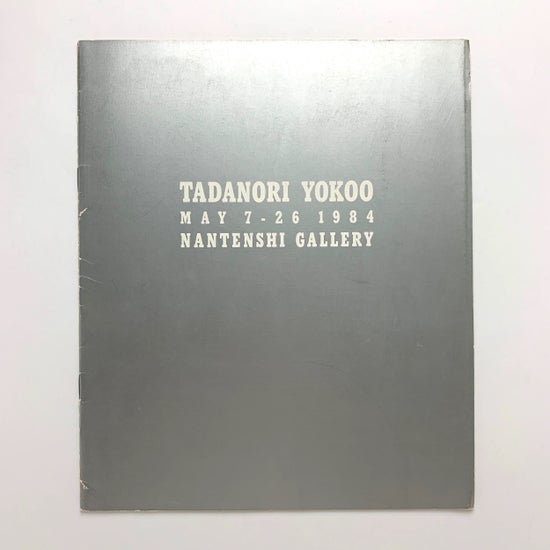 TADANORI YOKOO
MAY 7-26 1984
NANTENSHI GALLERY